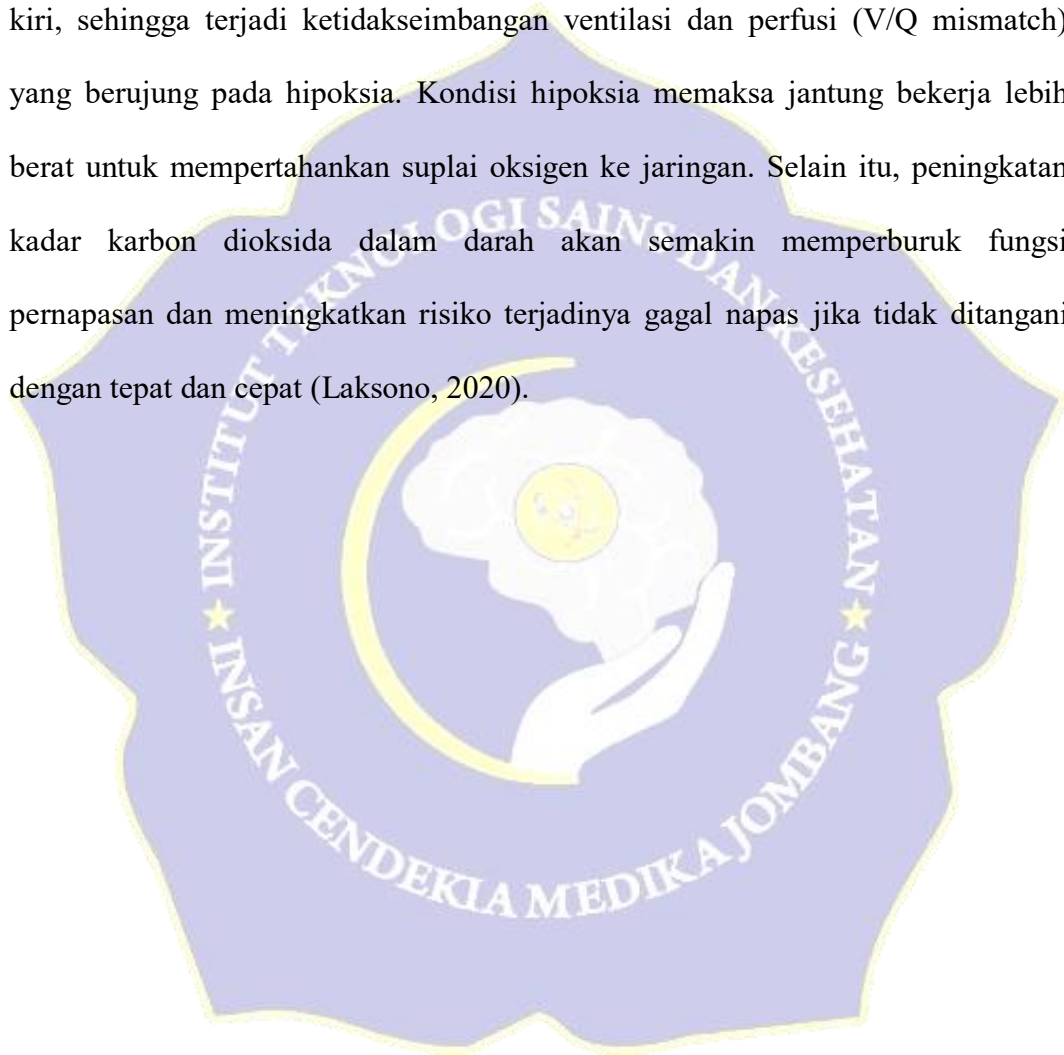 kiri, sehingga terjadi ketidakseimbangan ventilasi dan perfusi (V/Q mismatch)
yang berujung pada hipoksia. Kondisi hipoksia memaksa jantung bekerja lebih
berat untuk mempertahankan suplai oksigen ke jaringan. Selain itu, peningkatan
kadar karbon dioksida dalam darah akan semakin memperburuk fungsi
pernapasan dan meningkatkan risiko terjadinya gagal napas jika tidak ditangani
dengan tepat dan cepat (Laksono, 2020).
INSTITUT TEKNOLOGI SAINS DAN KESEHATAN
INSAN CENDEKIA MEDIKA JOMBANG